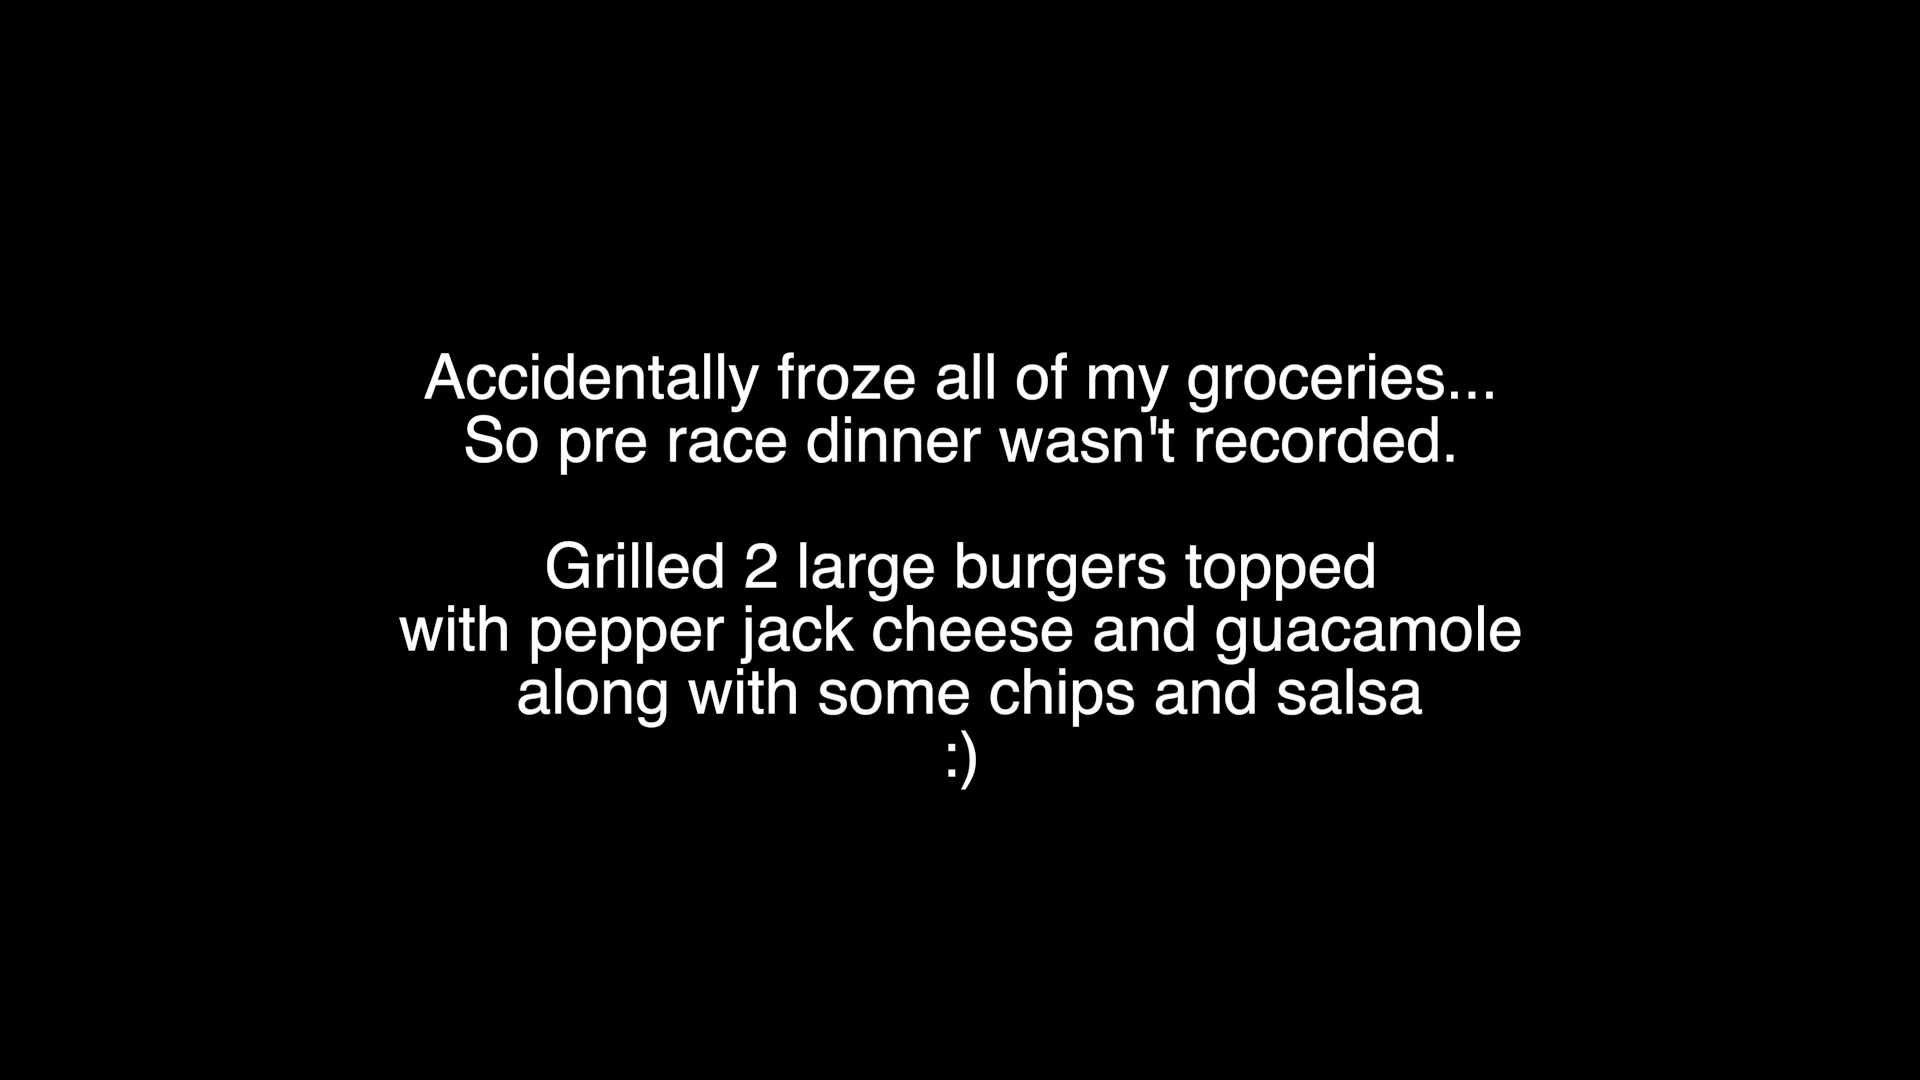 Accidentally froze all of my groceries...
So pre race dinner wasn't recorded.
Grilled 2 large burgers topped
with pepper jack cheese and guacamole
along with some chips and salsa
:)